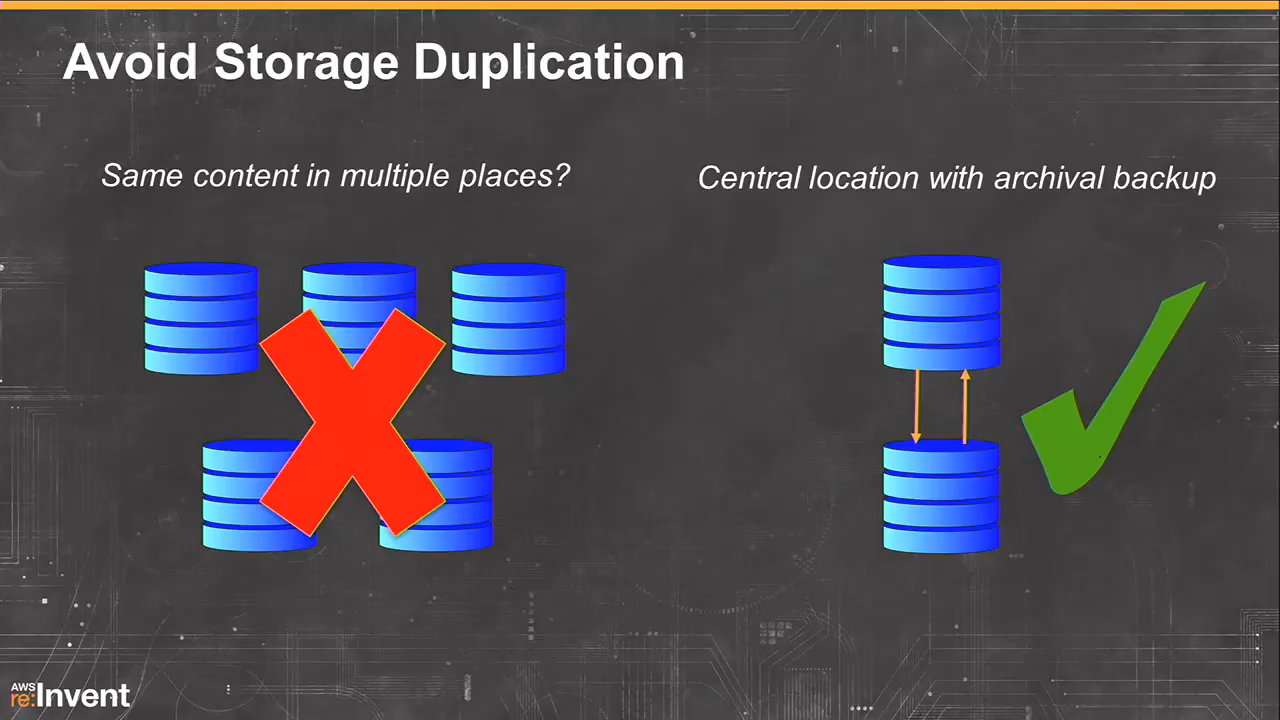 Avoid Storage Duplication
Same content in multiple places?
Central location with archival backup
AWS
re:Invent